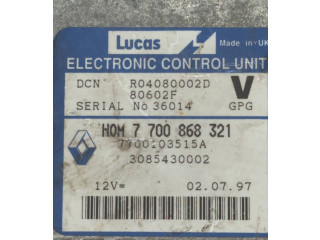 Lucas Made in UK
ELECTRONIC CONTROL UNIT
DCN R04080002D V
80602F
SERIAL No 36014 GPG
HOM 7 700 868 321
7700103515A
3085430002
12V= 02.07.97